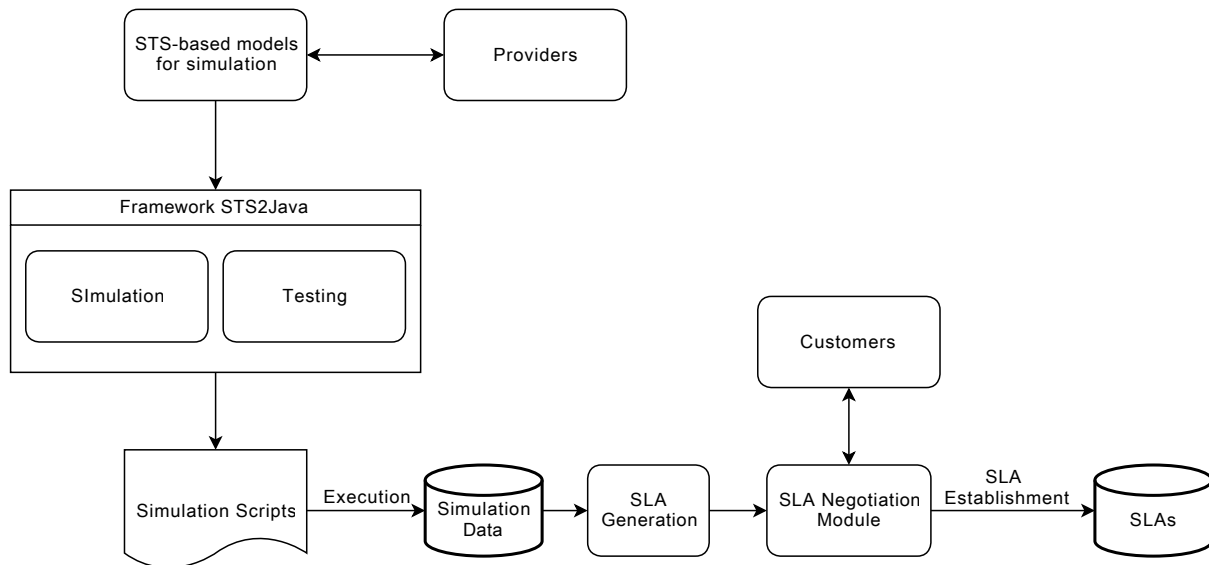 STS-based models
for simulation
Providers
Framework STS2Java
SImulation
Testing
Customers
Simulation Scripts
Execution
Simulation
Data
SLA
Generation
SLA Negotiation
Module
SLA
Establishment
SLAs